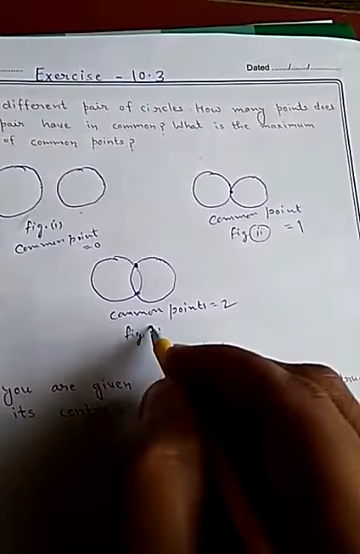 Exercise - 10.3
Dated ....../....../......
different pair of circles. How many points does
pair have in common? What is the maximum
of common points?
fig.(i)
Common point
=0
Common point
= 1
fig (ii)
Common points = 2
fig
you are given
its